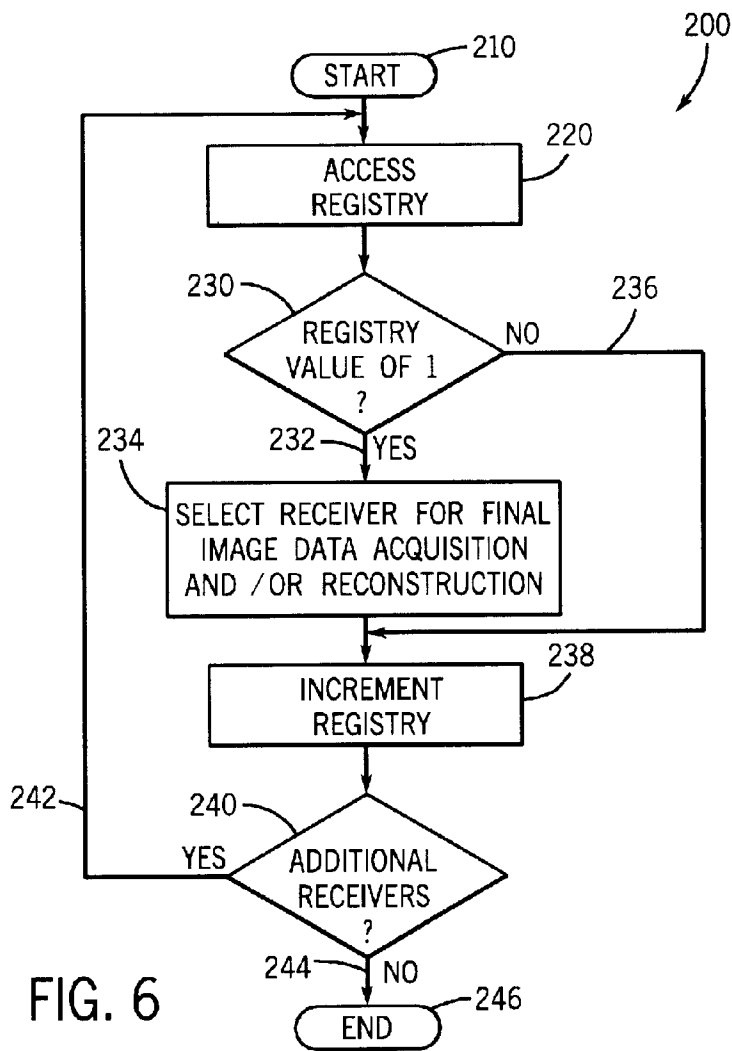 200
210
START
220
ACCESS
REGISTRY
230
236
REGISTRY
VALUE OF 1
?
NO
232
YES
234
SELECT RECEIVER FOR FINAL
IMAGE DATA ACQUISITION
AND /OR RECONSTRUCTION
238
INCREMENT
REGISTRY
242
240
YES
ADDITIONAL
RECEIVERS
?
244
NO
246
END
FIG. 6